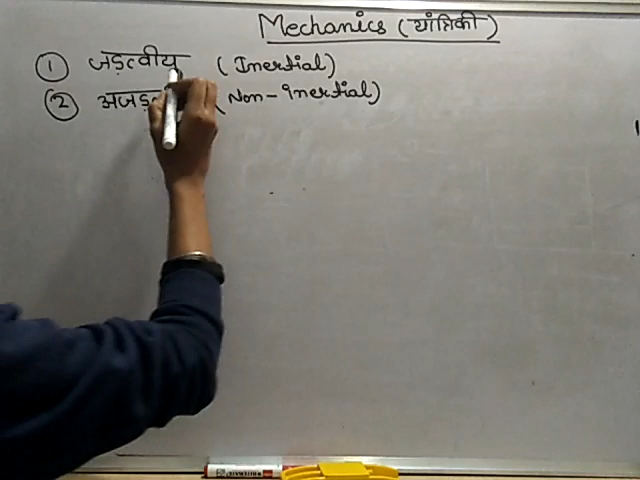 Mechanics (यांत्रिकी)
① जड़त्वीय (Inertial)
② (Non-inertial)